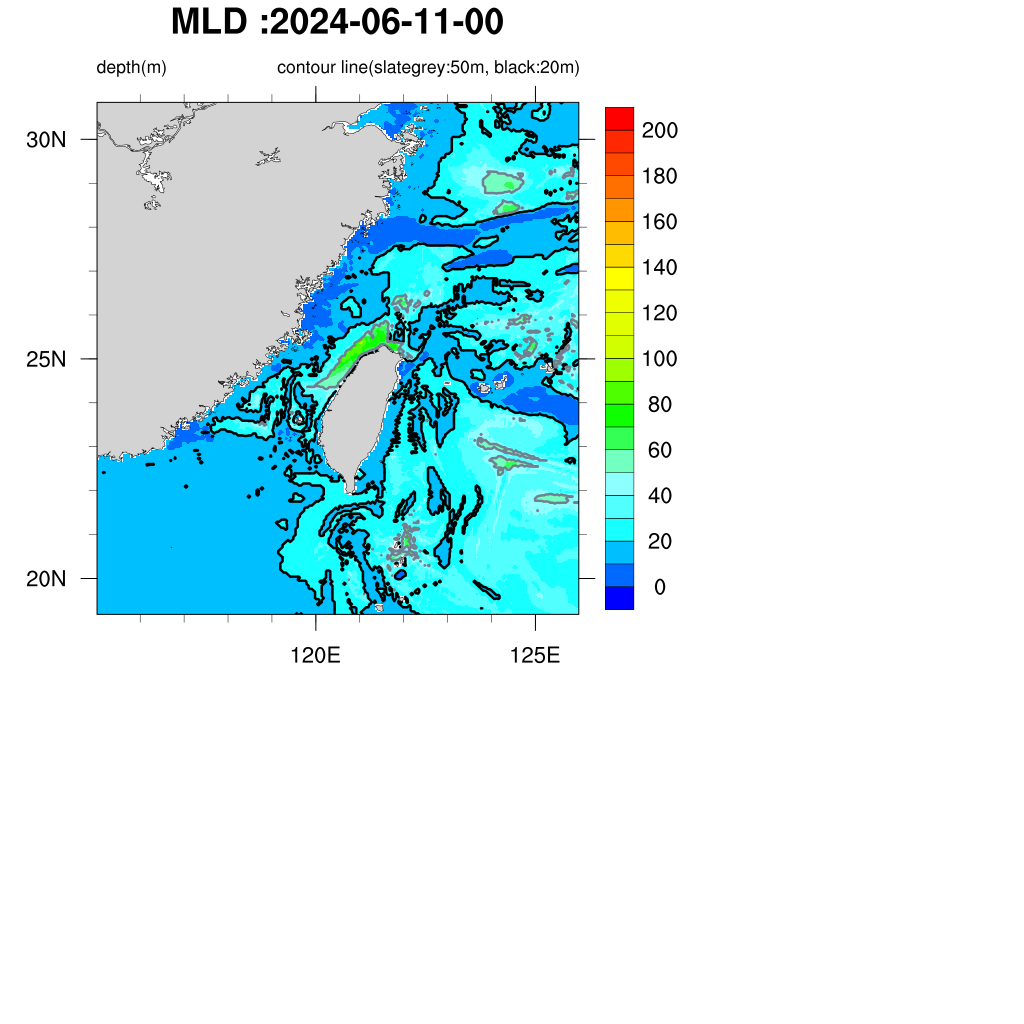 MLD :2024-06-11-00
depth(m)
contour line(slategrey:50m, black:20m)
30N
25N
20N
120E
125E
200
180
160
140
120
100
80
60
40
20
0